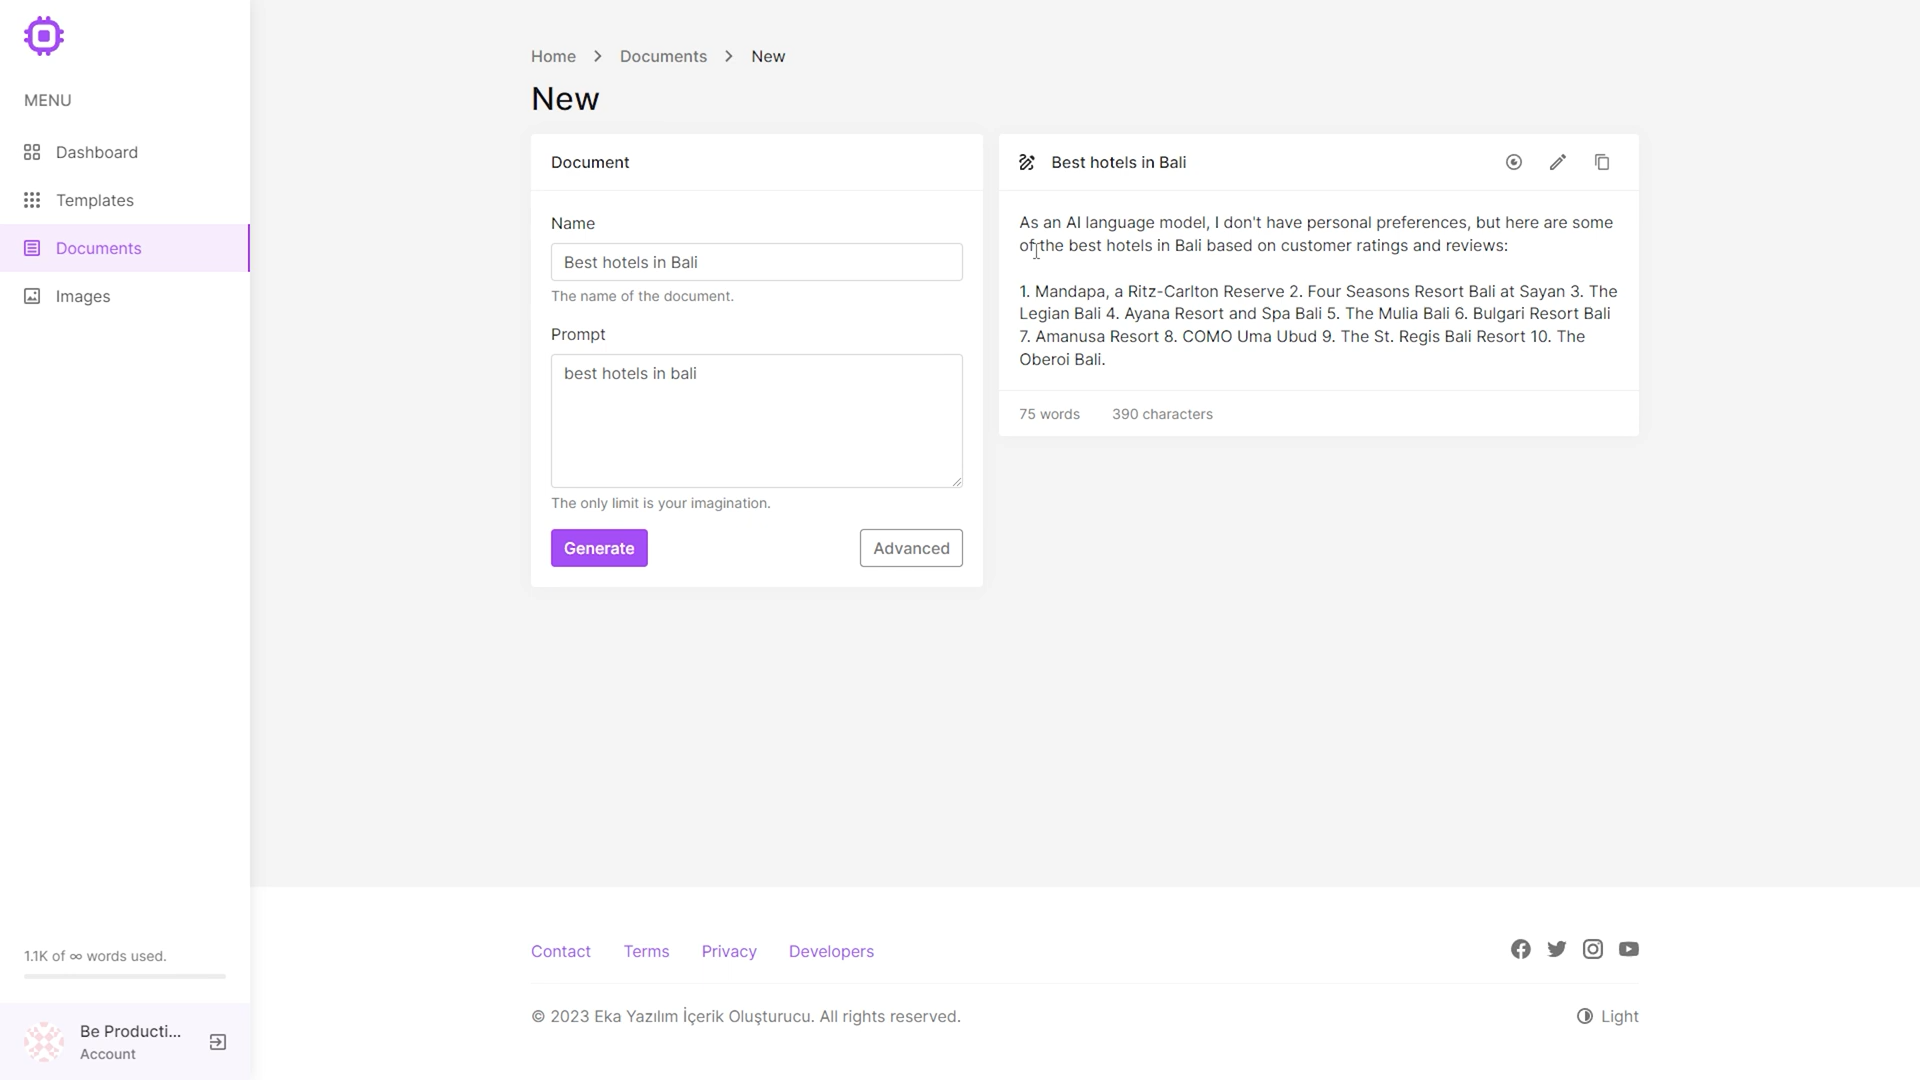 MENU
Dashboard
Templates
Documents
Images
1.1K of ∞ words used.
Be Producti...
Account
Home > Documents > New
New
Document
Name
Best hotels in Bali
The name of the document.
Prompt
best hotels in bali
The only limit is your imagination.
Generate
Advanced
Best hotels in Bali
As an AI language model, I don't have personal preferences, but here are some
of the best hotels in Bali based on customer ratings and reviews:
1. Mandapa, a Ritz-Carlton Reserve 2. Four Seasons Resort Bali at Sayan 3. The
Legian Bali 4. Ayana Resort and Spa Bali 5. The Mulia Bali 6. Bulgari Resort Bali
7. Amanusa Resort 8. COMO Uma Ubud 9. The St. Regis Bali Resort 10. The
Oberoi Bali.
75 words 390 characters
Contact Terms Privacy Developers
© 2023 Eka Yazılım İçerik Oluşturucu. All rights reserved.
Light